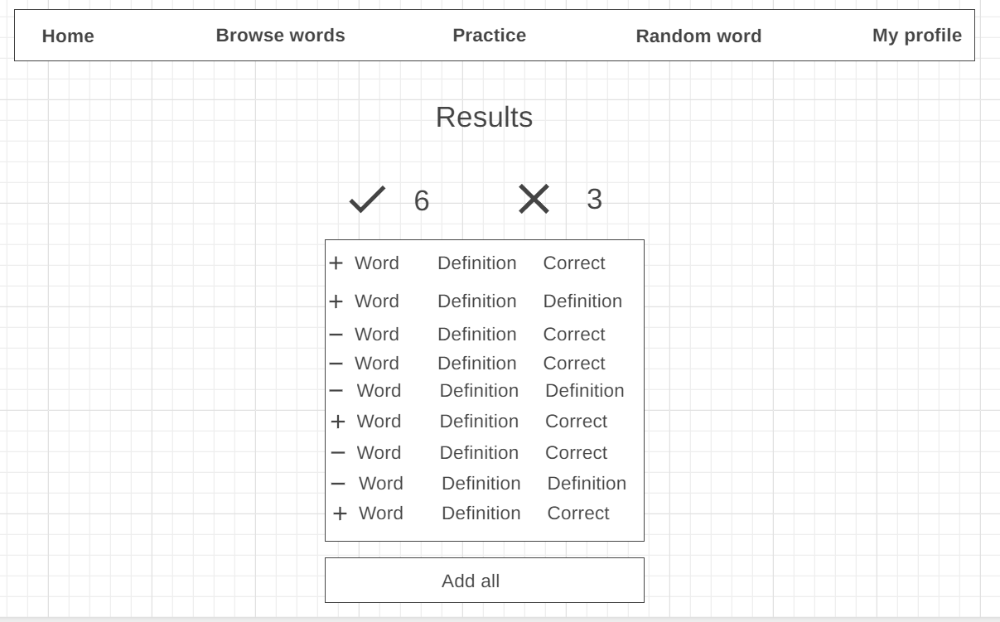 Home Browse words Practice Random word My profile
Results
6 3
+ Word Definition Correct
+ Word Definition Definition
− Word Definition Correct
− Word Definition Correct
− Word Definition Definition
+ Word Definition Correct
− Word Definition Correct
− Word Definition Definition
+ Word Definition Correct
Add all